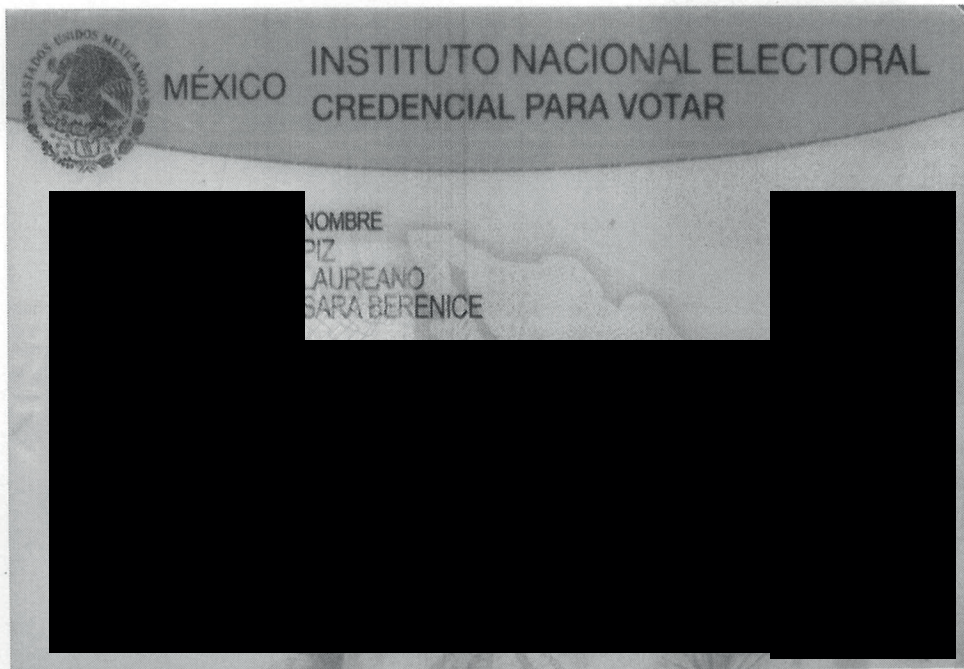 ESTADOS UNIDOS MEXICANOS
MÉXICO
INSTITUTO NACIONAL ELECTORAL
CREDENCIAL PARA VOTAR
NOMBRE
PIZ
LAUREANO
SARA BERENICE